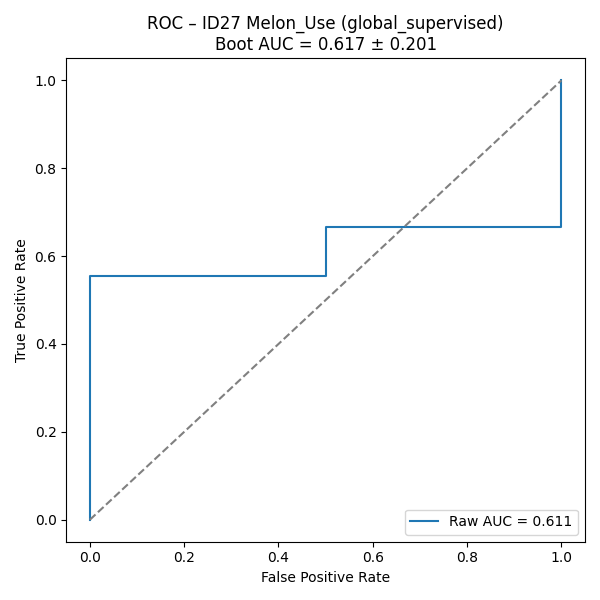 ROC – ID27 Melon_Use (global_supervised)
Boot AUC = 0.617 ± 0.201
1.0
0.8
0.6
0.4
0.2
0.0
True Positive Rate
Raw AUC = 0.611
0.0 0.2 0.4 0.6 0.8 1.0
False Positive Rate